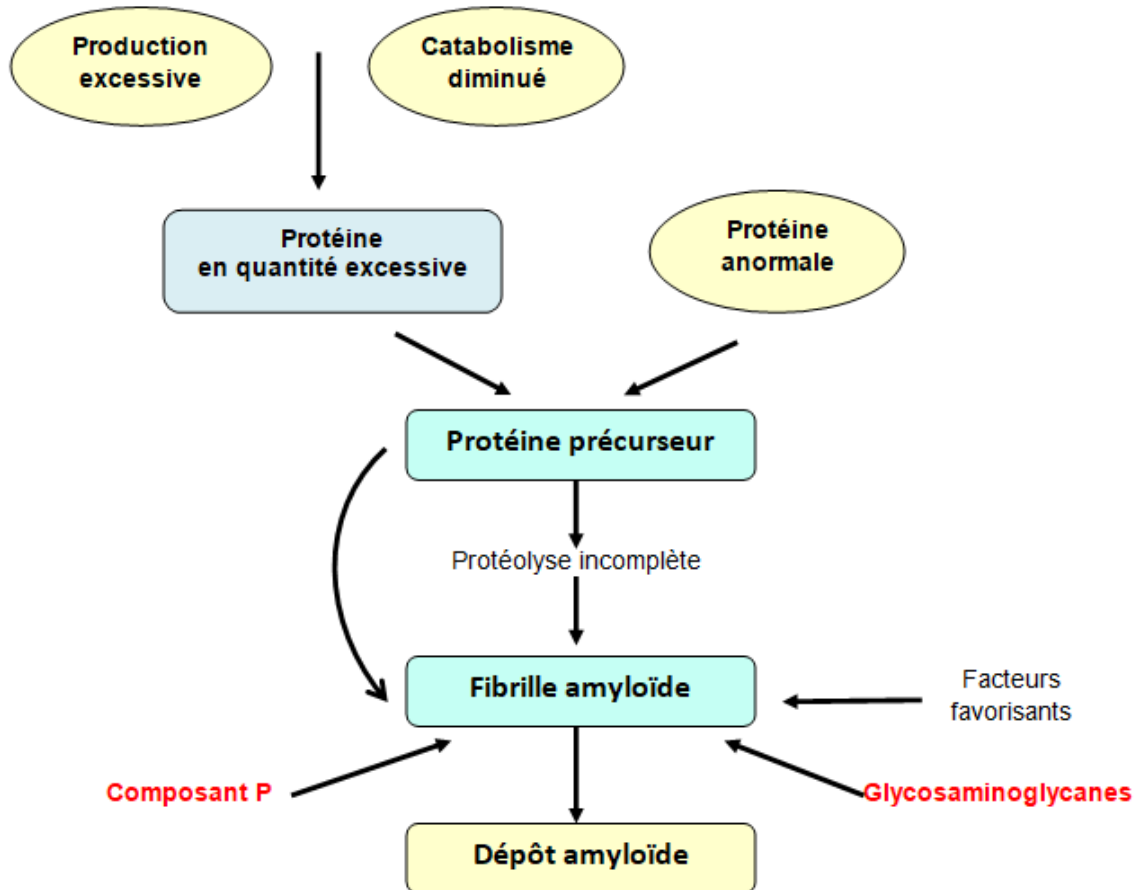 Production
excessive
Catabolisme
diminué
Protéine
en quantité excessive
Protéine
anormale
Protéine précurseur
Protéolyse incomplète
Fibrille amyloïde
Facteurs
favorisants
Composant P
Glycosaminoglycanes
Dépôt amyloïde